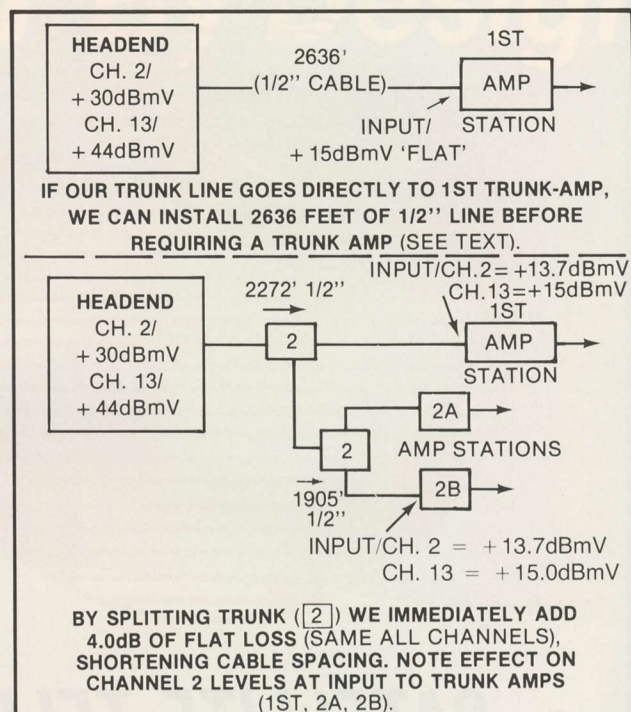 HEADEND
CH. 2/
+ 30dBmV
CH. 13/
+ 44dBmV
2636'
(1/2'' CABLE)
INPUT/
+ 15dBmV 'FLAT'
1ST
AMP
STATION
IF OUR TRUNK LINE GOES DIRECTLY TO 1ST TRUNK-AMP,
WE CAN INSTALL 2636 FEET OF 1/2'' LINE BEFORE
REQUIRING A TRUNK AMP (SEE TEXT).
HEADEND
CH. 2/
+ 30dBmV
CH. 13/
+ 44dBmV
2272' 1/2''
2
INPUT/CH.2= +13.7dBmV
CH.13=+15dBmV
1ST
AMP
STATION
2
2A
AMP STATIONS
2B
1905'
1/2''
INPUT/CH. 2 = +13.7dBmV
CH. 13 = +15.0dBmV
BY SPLITTING TRUNK (2) WE IMMEDIATELY ADD
4.0dB OF FLAT LOSS (SAME ALL CHANNELS),
SHORTENING CABLE SPACING. NOTE EFFECT ON
CHANNEL 2 LEVELS AT INPUT TO TRUNK AMPS
(1ST, 2A, 2B).